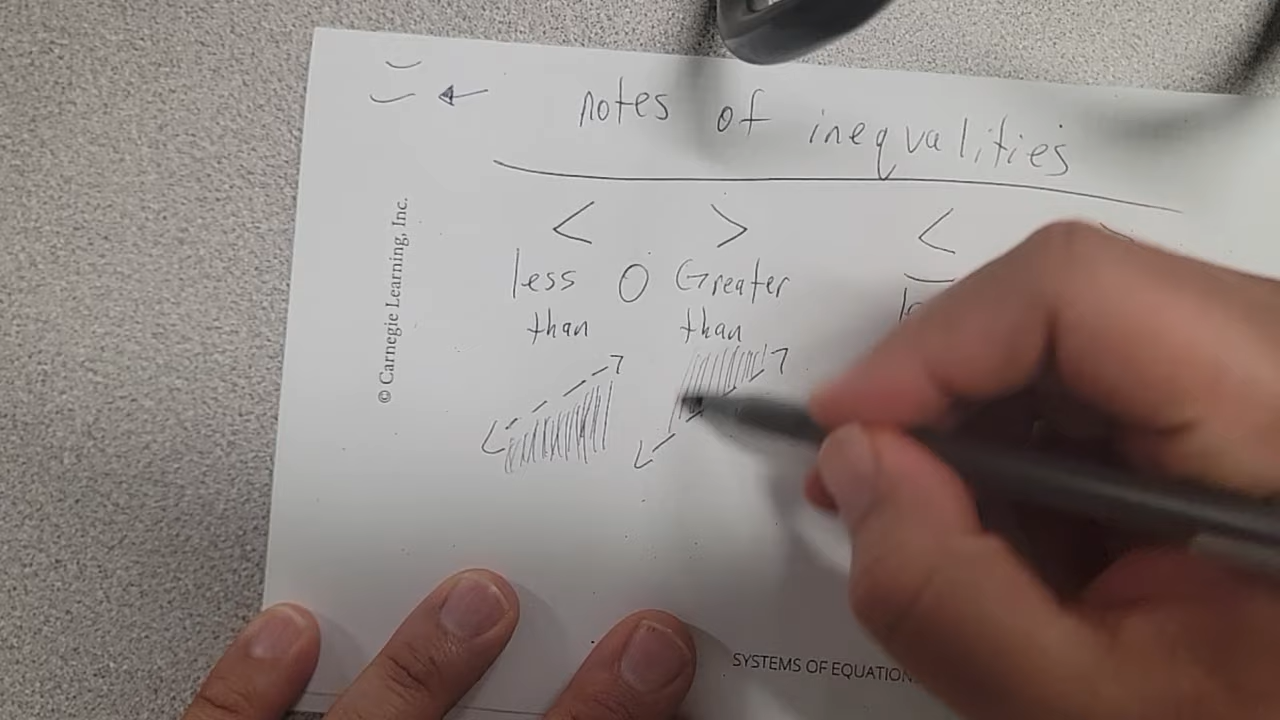 notes of inequalities
< > <
less O Greater
than than
© Carnegie Learning, Inc.
SYSTEMS OF EQUATION